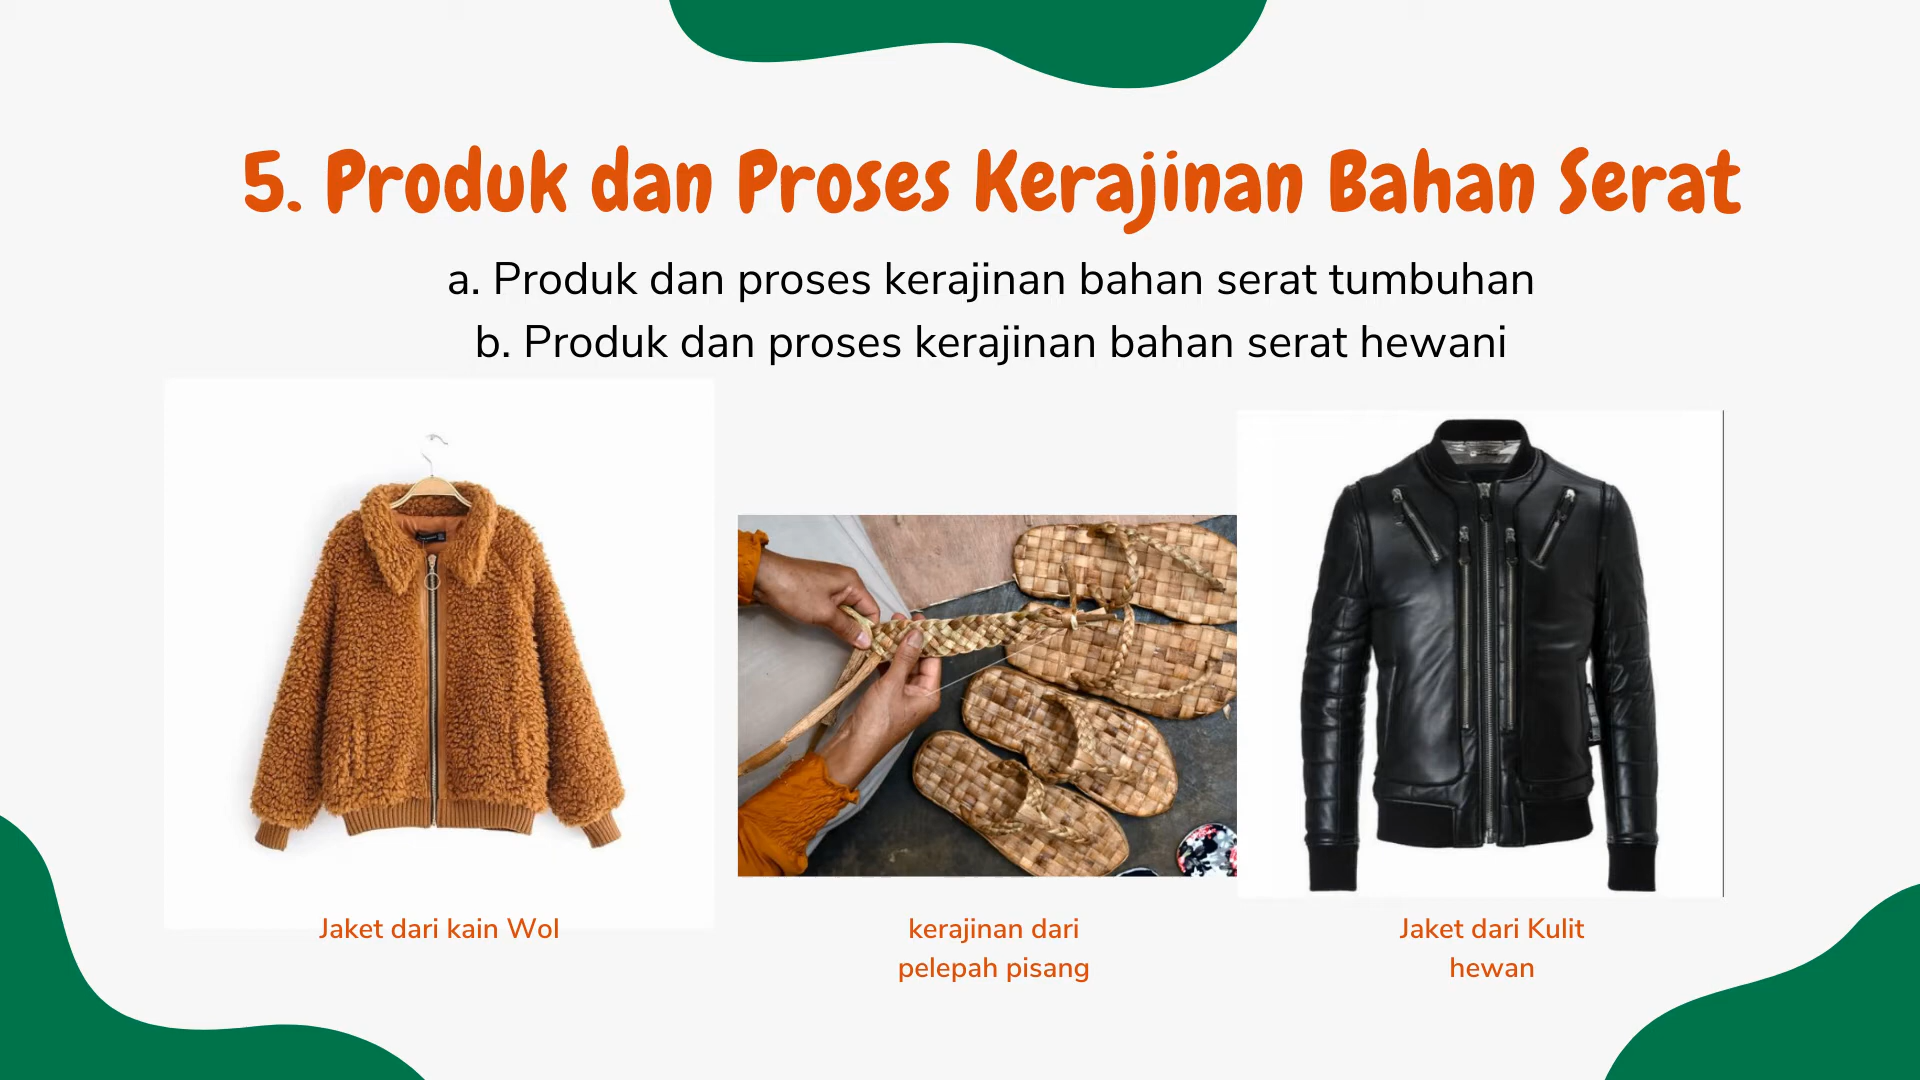 5. Produk dan Proses Kerajinan Bahan Serat
a. Produk dan proses kerajinan bahan serat tumbuhan
b. Produk dan proses kerajinan bahan serat hewani
Jaket dari kain Wol
kerajinan dari
pelepah pisang
Jaket dari Kulit
hewan